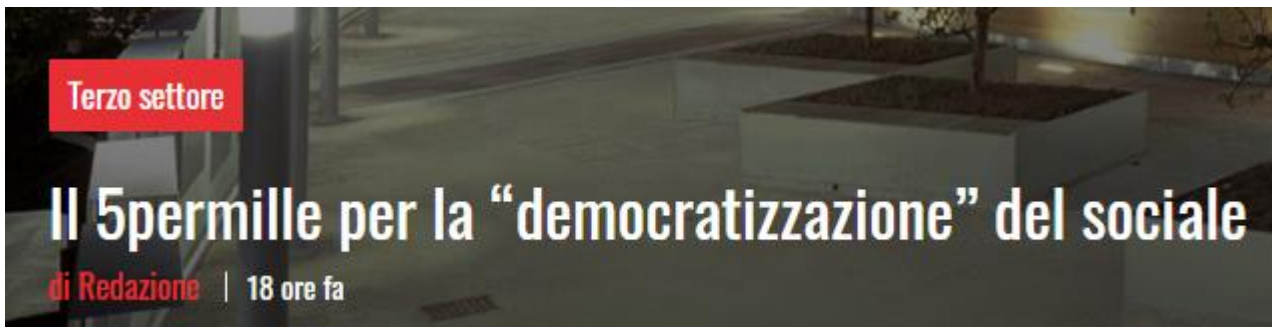 Terzo settore
Il 5permille per la “democratizzazione” del sociale
di Redazione | 18 ore fa